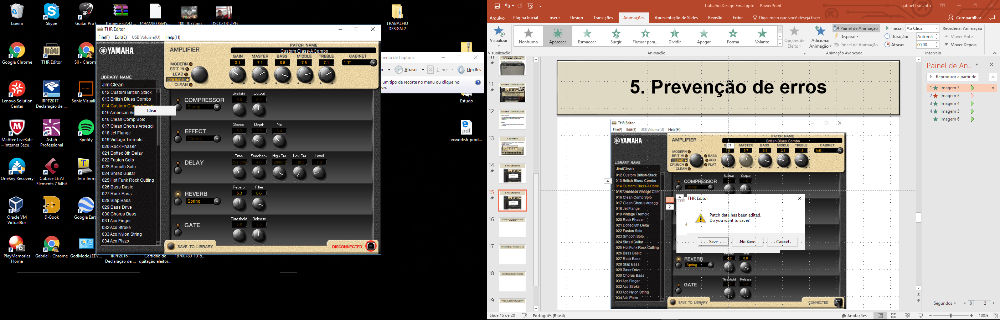 Lixeira
Skype
Guitar Pro 6
ffmpeg-3.2.4.t...
1492228006645....
100_1077.jpg
DSC02181.JPG
TRABALHO
DESIGN 2
Google Chrome
THR Editor
Sil - Chrom
Lenovo Solution
Center
IRPF2017 -
Declaração de ...
Sonic Visuali
McAfee LiveSafe
– Internet Secu...
Astah
Professional
Spotify
OneKey Recovery
Cubase LE AI
Elements 7 64bit
Tera Term
Oracle VM
VirtualBox
D-Book
Google Eart
PlayMemories
Home
Gabriel - Chrome
GodMode.{ED7...
IRPF2016 -
Declaração de ...
Certidão de
quitação eleitor...
18700780_1015...
Estudo
pdf
vxworks6-prod...
menta de Captura
Atraso
Cancelar
Opções
um tipo de recorte no menu ou clique no
vo.
THR Editor
File(F) Edit(E) USB Volume(U) Help(H)
YAMAHA
AMPLIFIER
PATCH NAME
Custom Class-A Combo
GAIN MASTER BASS MIDDLE TREBLE CABINET
3.1 7.1 8.6 7.5 7.1 1x12
MODERN
BRIT HI
LEAD
CRUNCH
CLEAN
LIBRARY NAME
JimiClean
012 Custom British Stack
013 British Blues Combo
014 Custom Class-A Com
015 American Vin
Clear
016 Clean Comp Solo
017 Clean Chorus Arpeggi
018 Jet Flange
019 Vintage Tremolo
020 Rock Phaser
021 Dotted 8th Delay
022 Fusion Solo
023 Smooth Solo
024 Shred Guitar
025 Hot Funk Rock Cutting
026 Bass Basic
027 Rock Bass
028 Slap Bass
029 Bass Drive
030 Chorus Bass
031 Aco Finger
032 Aco Stroke
033 Aco Nylon String
034 Aco Piezo
COMPRESSOR
Stomp
Sustain Output
5.0 5.0
EFFECT
Chorus
Speed Depth Mix
5.3 2.9 3.4
DELAY
Time Feedback High Cut Low Cut Level
391.0ms 4.6 12000Hz Thru 1.8
REVERB
Spring
Reverb Filter
5.3 8.6
GATE
Threshold Release
5.0 5.0
SAVE TO LIBRARY
DISCONNECTED
Trabalho Design Final.pptx - PowerPoint
gabriel franzotti
Arquivo Página Inicial Inserir Design Transições Animações Apresentação de Slides Revisão Exibir Diga-me o que você deseja fazer
Compartilhar
Visualizar
Visualização
Nenhuma Aparecer Esmaecer Surgir Flutuar para... Dividir Apagar Forma Volante
Animação
Opções de
Efeito
Adicionar
Animação
Painel de Animação
Disparar
Pincel de Animação
Animação Avançada
Iniciar: Ao Clicar
Duração: Automá
Atraso: 00,00
Reordenar Animação
Mover Antes
Mover Depois
Intervalo
10
11
12
13
14
15
16
17
18
19
5. Prevenção de erros
THR Editor
File(F) Edit(E) USB Volume(U) Help(H)
YAMAHA
AMPLIFIER
PATCH NAME
British Blues Combo
G 3 MASTER BASS MIDDLE TREBLE CABINET
5.7 8.5 2.5 1.8 1x12
MODERN
BRIT HI BASS
LEAD ACO
CRUNCH FLAT
CLEAN
LIBRARY NAME
JimiClean
012 Custom British Stack
013 British Blues Combo
014 Custom Class-A Com
015 American Vintage Com
016 Clean Comp Solo
017 Clean Chorus Arpeggi
018 Jet Flange
019 Vintage Tremolo
020 Rock Phaser
021 Dotted 8th Delay
022 Fusion Solo
023 Smooth Solo
024 Shred Guitar
025 Hot Funk Rock Cutting
026 Bass Basic
027 Rock Bass
028 Slap Bass
029 Bass Drive
030 Chorus Bass
031 Aco Finger
032 Aco Stroke
033 Aco Nylon String
034 Aco Piezo
4
COMPRESSOR
Stomp
Sustain Output
5.0 5.0
1
2
4
THR
THR Editor
Patch data has been edited.
Do you want to save?
Save No Save Cancel
REVERB
Spring
Reverb Filter
4.2 8.8
GATE
Threshold Release
5.0 5.0
SAVE TO LIBRARY
CONNECTED
Painel de An..
Reproduzir a partir de
1 Imagem 3
2 Imagem 3
3 Imagem 4
4 Imagem 5
Imagem 6
Segundos
0 2
Slide 15 de 20
Português (Brasil)
Anotações
100%